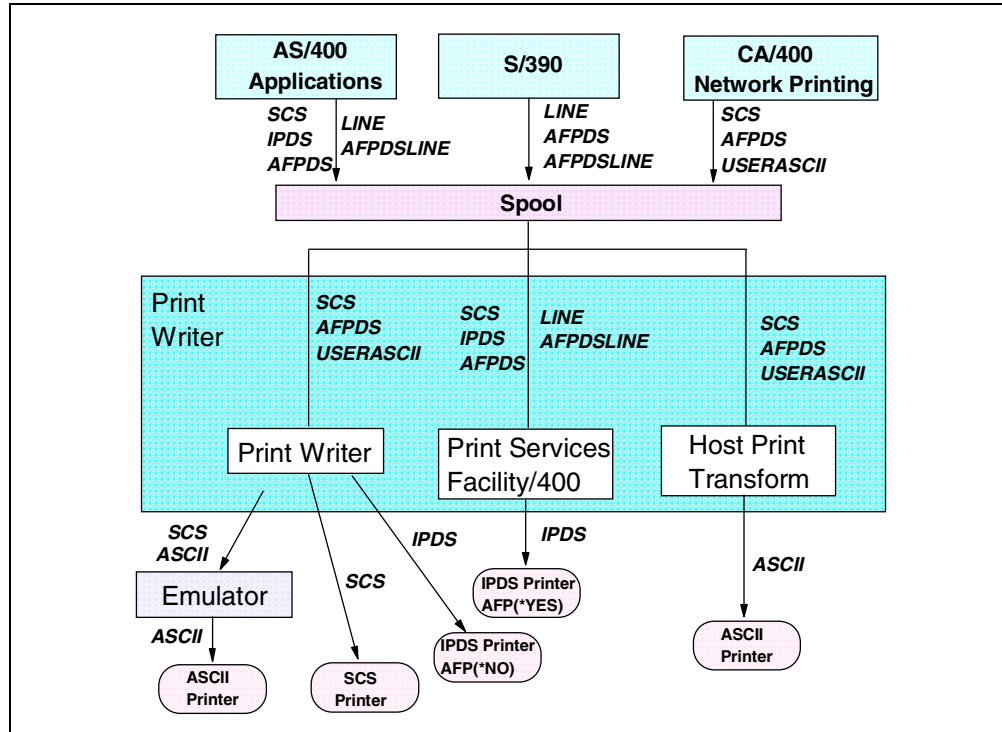 AS/400
Applications
S/390
CA/400
Network Printing
SCS
IPDS
AFPDS
LINE
AFPDSLINE
LINE
AFPDS
AFPDSLINE
SCS
AFPDS
USERASCII
Spool
Print
Writer
SCS
AFPDS
USERASCII
SCS
IPDS
AFPDS
LINE
AFPDSLINE
SCS
AFPDS
USERASCII
Print Writer
Print Services
Facility/400
Host Print
Transform
SCS
ASCII
SCS
IPDS
IPDS
ASCII
Emulator
ASCII
IPDS Printer
AFP(*YES)
ASCII
Printer
SCS
Printer
IPDS Printer
AFP(*NO)
ASCII
Printer